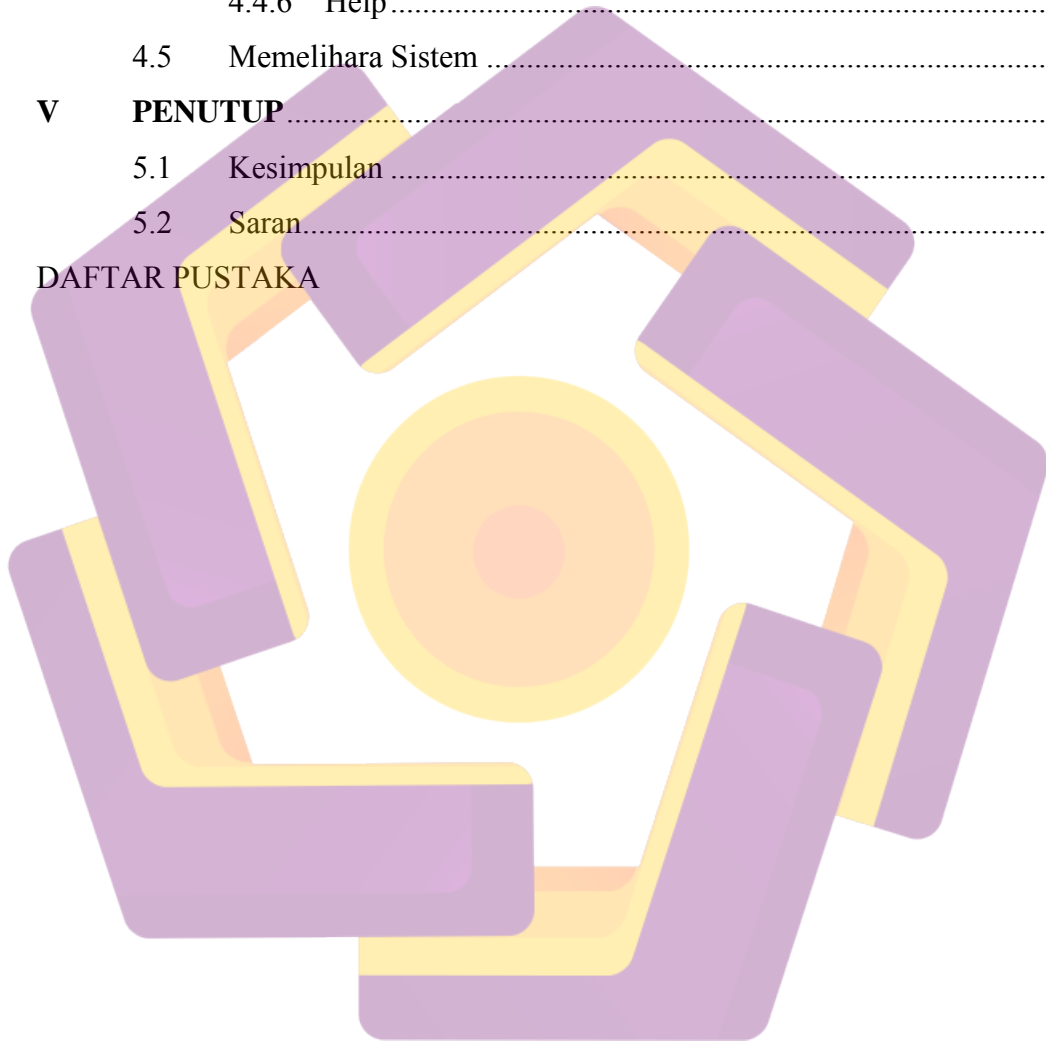 4.4.6 Help........................................................................
4.5 Memelihara Sistem ........................................................................
V PENUTUP........................................................................
5.1 Kesimpulan ........................................................................
5.2 Saran........................................................................
DAFTAR PUSTAKA